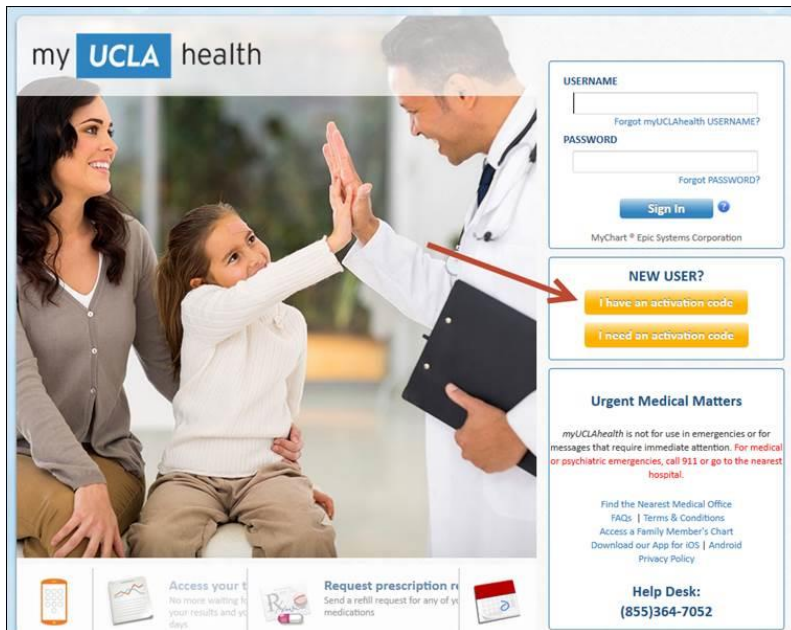 my UCLA health
USERNAME
Forgot myUCLAhealth USERNAME?
PASSWORD
Forgot PASSWORD?
Sign In
?
MyChart ® Epic Systems Corporation
NEW USER?
I have an activation code
I need an activation code
Urgent Medical Matters
myUCLAhealth is not for use in emergencies or for
messages that require immediate attention. For medical
or psychiatric emergencies, call 911 or go to the nearest
hospital.
Find the Nearest Medical Office
FAQs | Terms & Conditions
Access a Family Member's Chart
Download our App for iOS | Android
Privacy Policy
Help Desk:
(855)364-7052
Access your t
No more waiting fo
your results and yo
days.
Request prescription re
Send a refill request for any of yo
medications